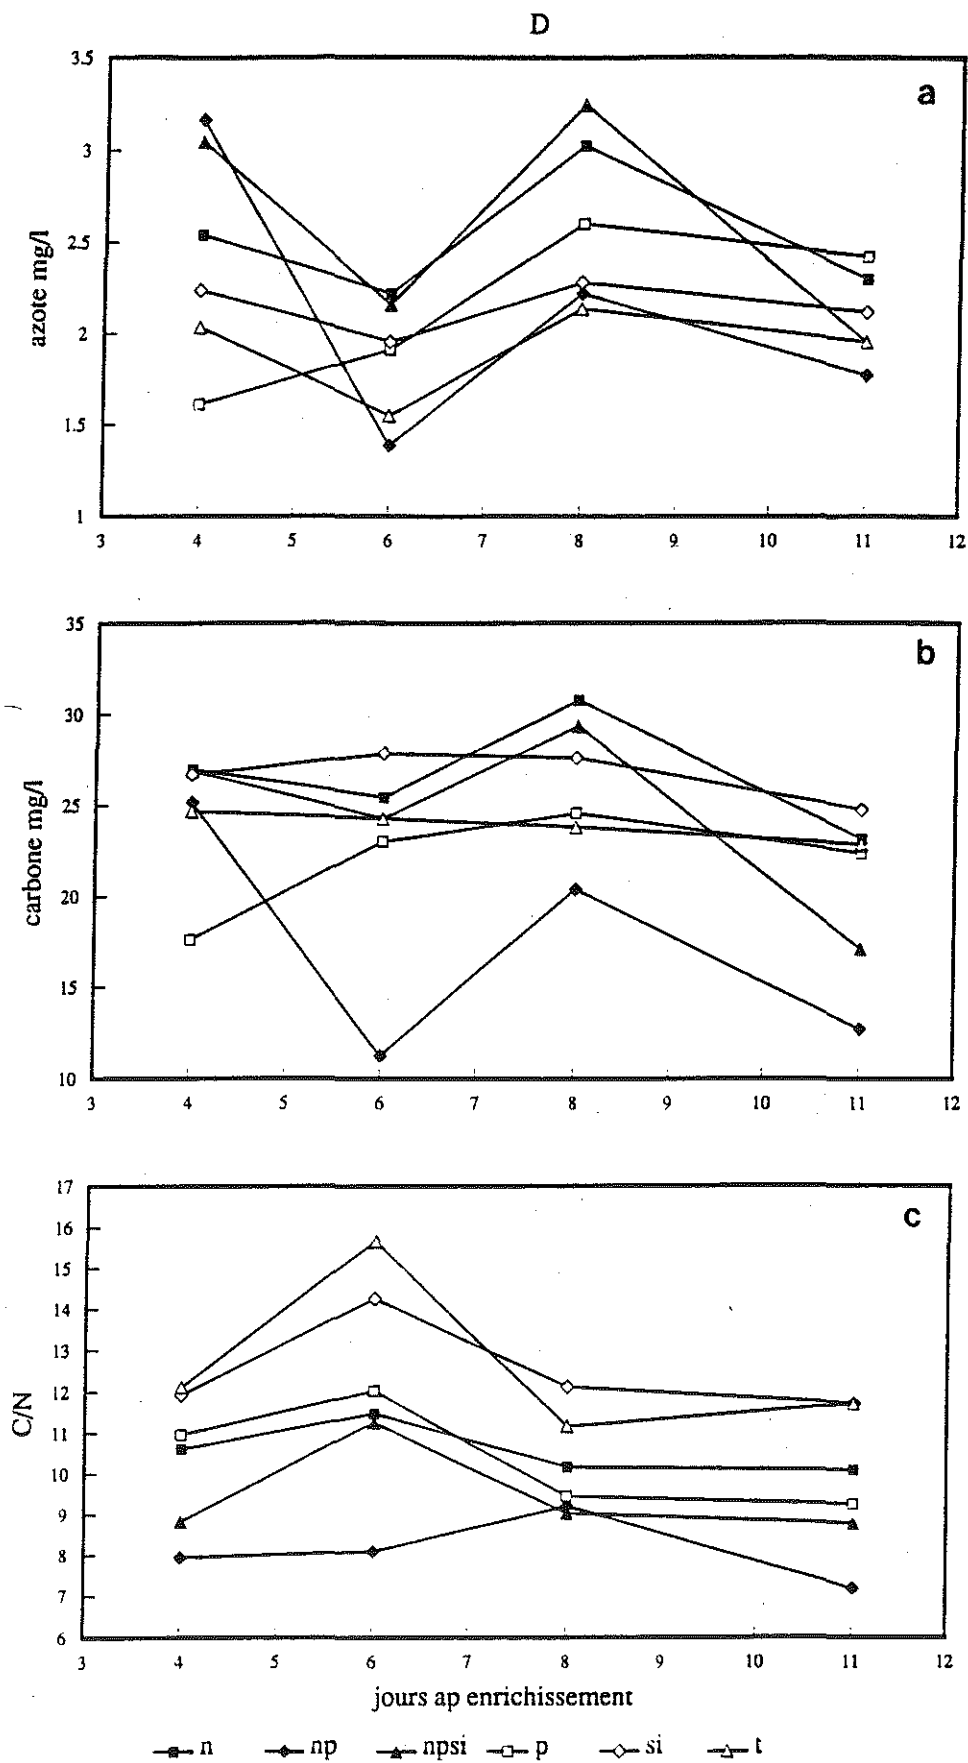 D
a
azote mg/l
3.5
3
2.5
2
1.5
1
3 4 5 6 7 8 9 10 11 12
b
carbone mg/l
35
30
25
20
15
10
3 4 5 6 7 8 9 10 11 12
c
C/N
17
16
15
14
13
12
11
10
9
8
7
6
3 4 5 6 7 8 9 10 11 12
jours ap enrichissement
n np npsi p si t